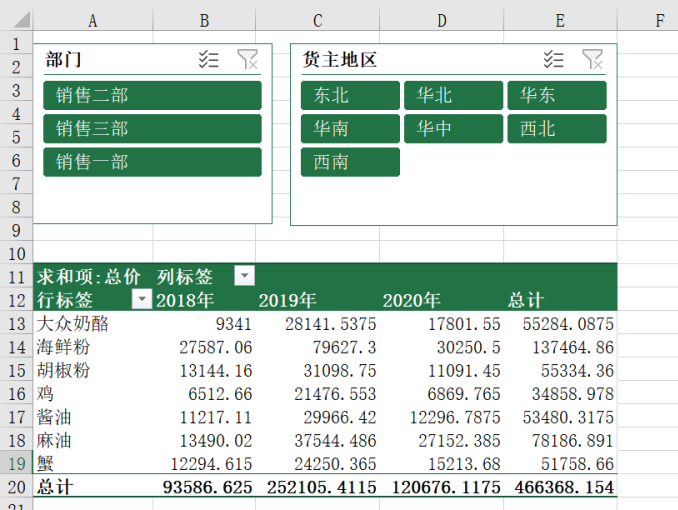 A B C D E F
1
2 部门 货主地区
3 销售二部 东北 华北 华东
4
5 销售三部 华南 华中 西北
6 销售一部 西南
7
8
9
10
11 求和项:总价 列标签
12 行标签 2018年 2019年 2020年 总计
13 大众奶酪 9341 28141.5375 17801.55 55284.0875
14 海鲜粉 27587.06 79627.3 30250.5 137464.86
15 胡椒粉 13144.16 31098.75 11091.45 55334.36
16 鸡 6512.66 21476.553 6869.765 34858.978
17 酱油 11217.11 29966.42 12296.7875 53480.3175
18 麻油 13490.02 37544.486 27152.385 78186.891
19 蟹 12294.615 24250.365 15213.68 51758.66
20 总计 93586.625 252105.4115 120676.1175 466368.154
21